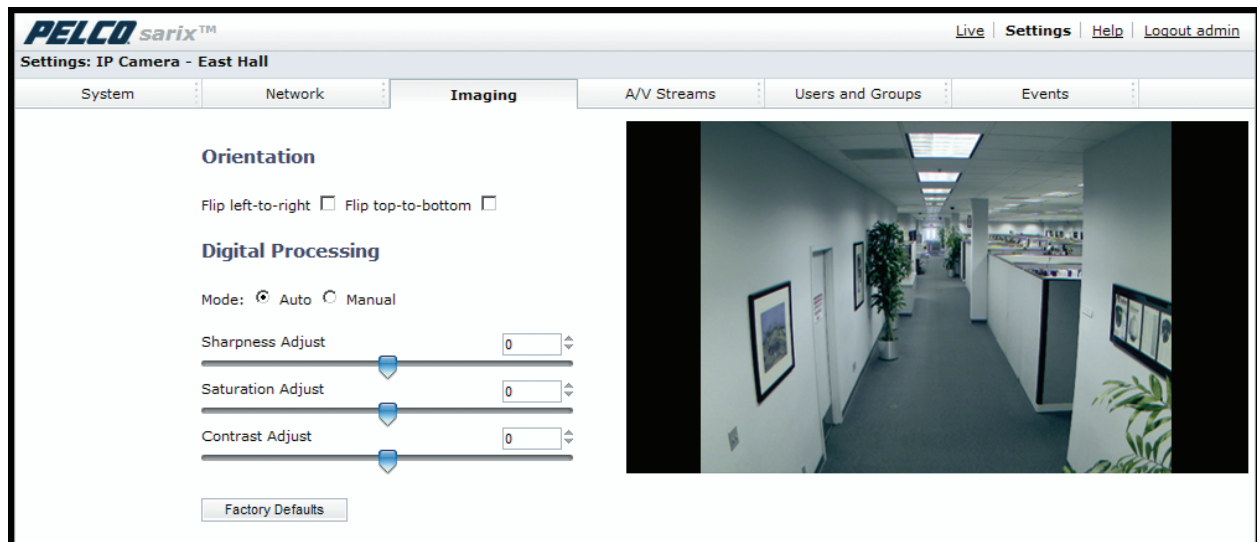 PELCO sarix™
Live | Settings | Help | Logout admin
Settings: IP Camera - East Hall
System Network Imaging A/V Streams Users and Groups Events
Orientation
Flip left-to-right Flip top-to-bottom
Digital Processing
Mode: Auto Manual
Sharpness Adjust 0
Saturation Adjust 0
Contrast Adjust 0
Factory Defaults